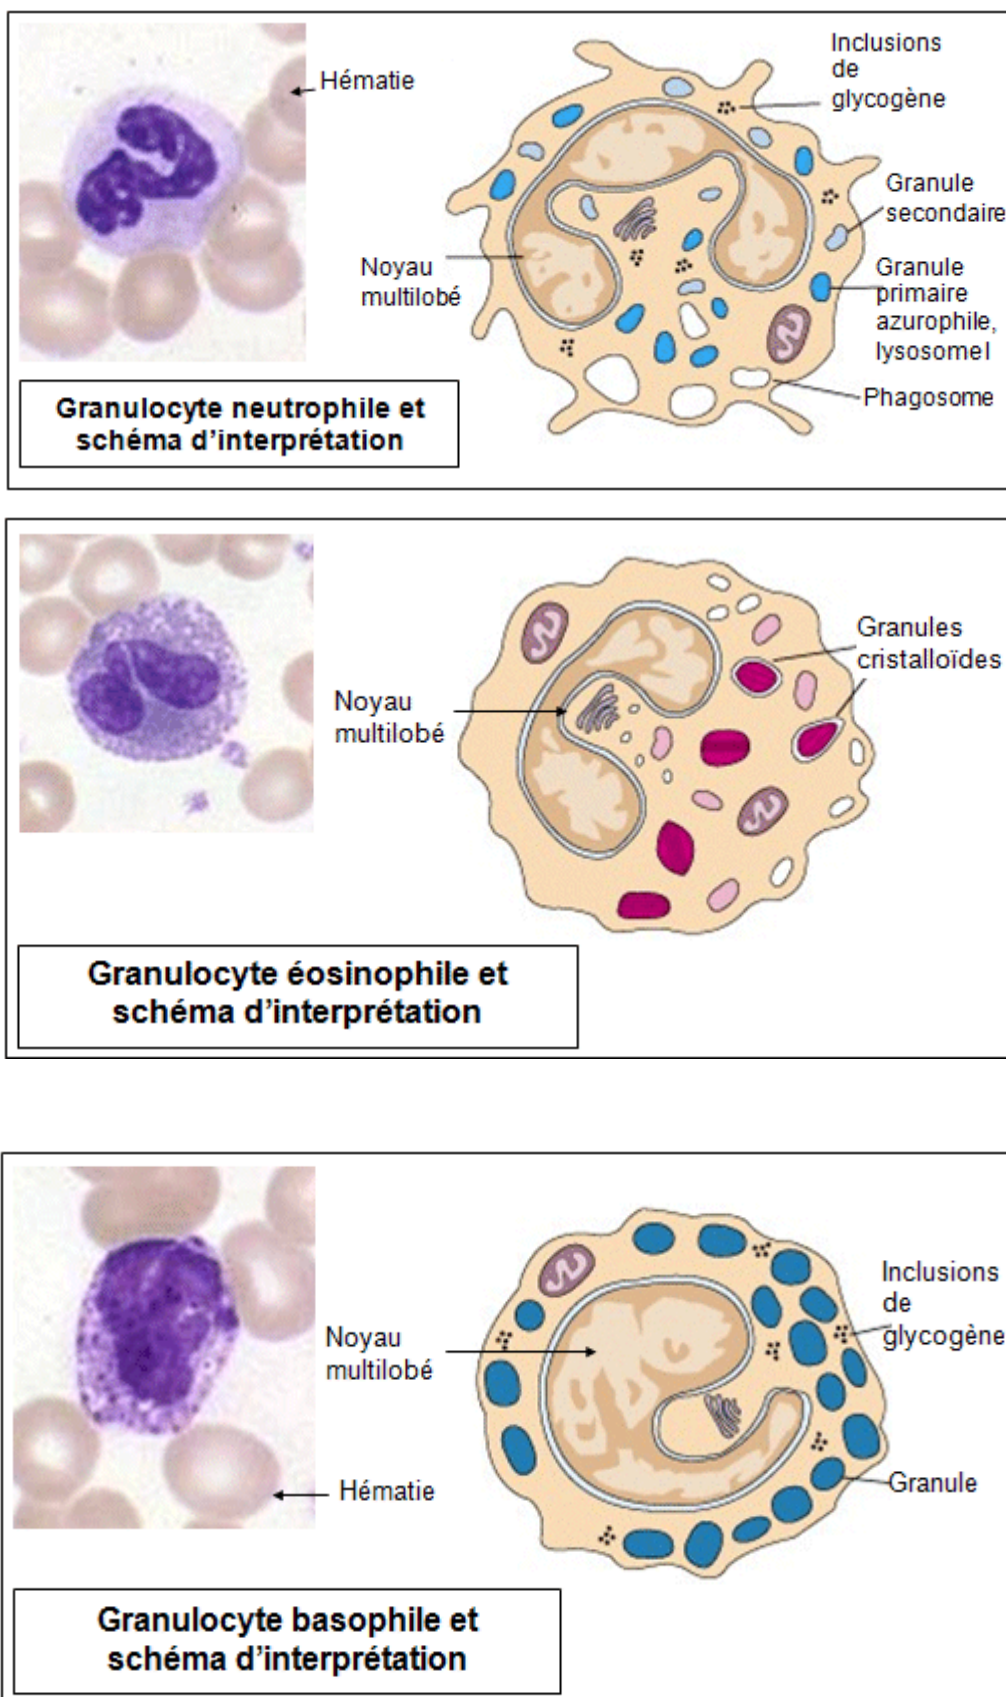 Hématie
Inclusions
de
glycogène
Granule
secondaire
Noyau
multilobé
Granule
primaire
azurophile,
lysosomel
Phagosome
Granulocyte neutrophile et
schéma d'interprétation
Granules
cristalloïdes
Noyau
multilobé
Granulocyte éosinophile et
schéma d'interprétation
Inclusions
de
glycogène
Noyau
multilobé
Granule
Hématie
Granulocyte basophile et
schéma d'interprétation